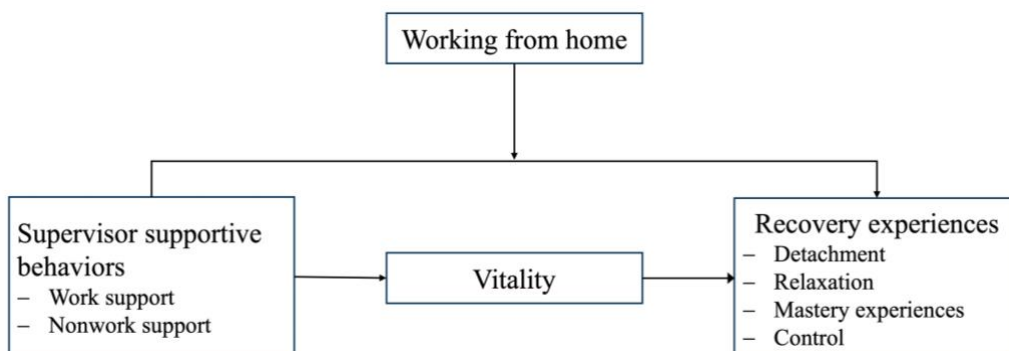 Working from home
Supervisor supportive
behaviors
– Work support
– Nonwork support
Vitality
Recovery experiences
– Detachment
– Relaxation
– Mastery experiences
– Control